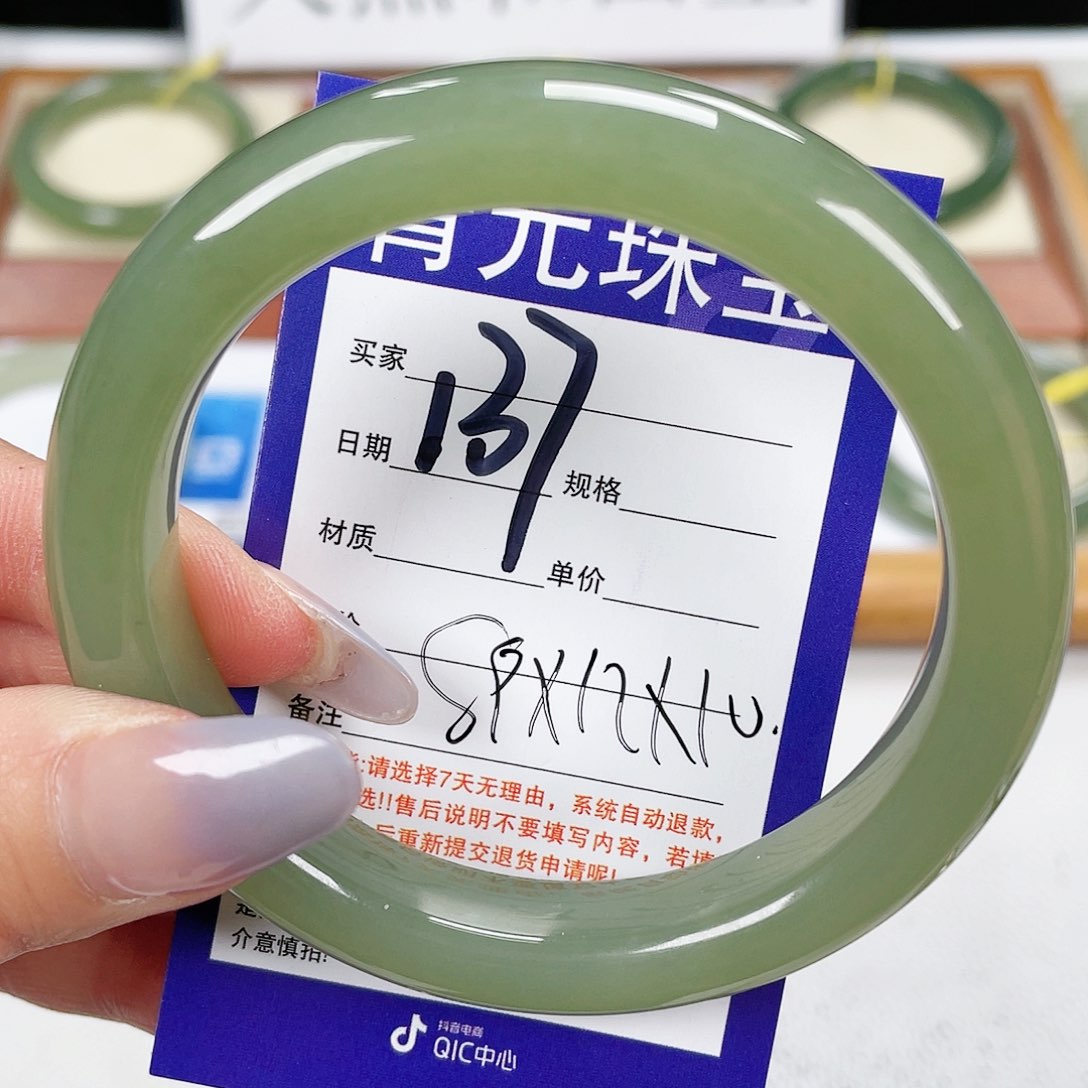 元珠宝
买家
137
日期
规格
材质
单价
备注
:请选择7天无理由，系统自动退款，
选!!售后说明不要填写内容，若填
后重新提交退货申请呢!
介意慎拍!
抖音电商
QIC中心